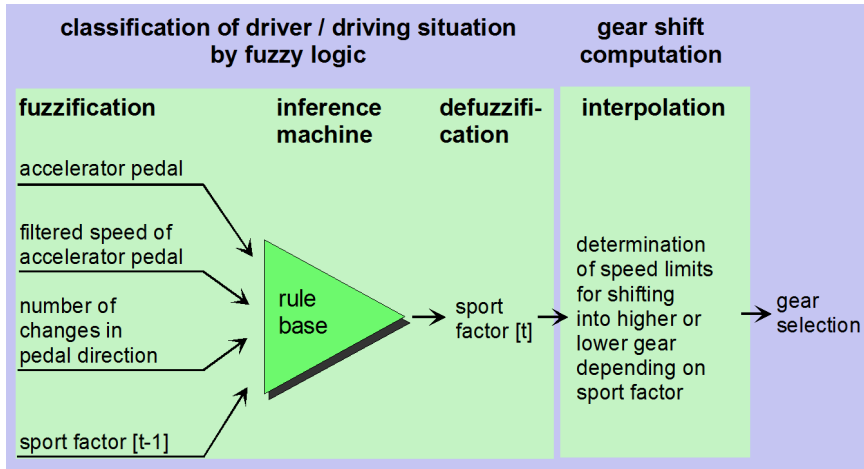 classification of driver / driving situation
by fuzzy logic
gear shift
computation
fuzzification
inference
machine
defuzzifi-
cation
interpolation
accelerator pedal
filtered speed of
accelerator pedal
number of
changes in
pedal direction
sport factor [t-1]
rule
base
sport
factor [t]
determination
of speed limits
for shifting
into higher or
lower gear
depending on
sport factor
gear
selection